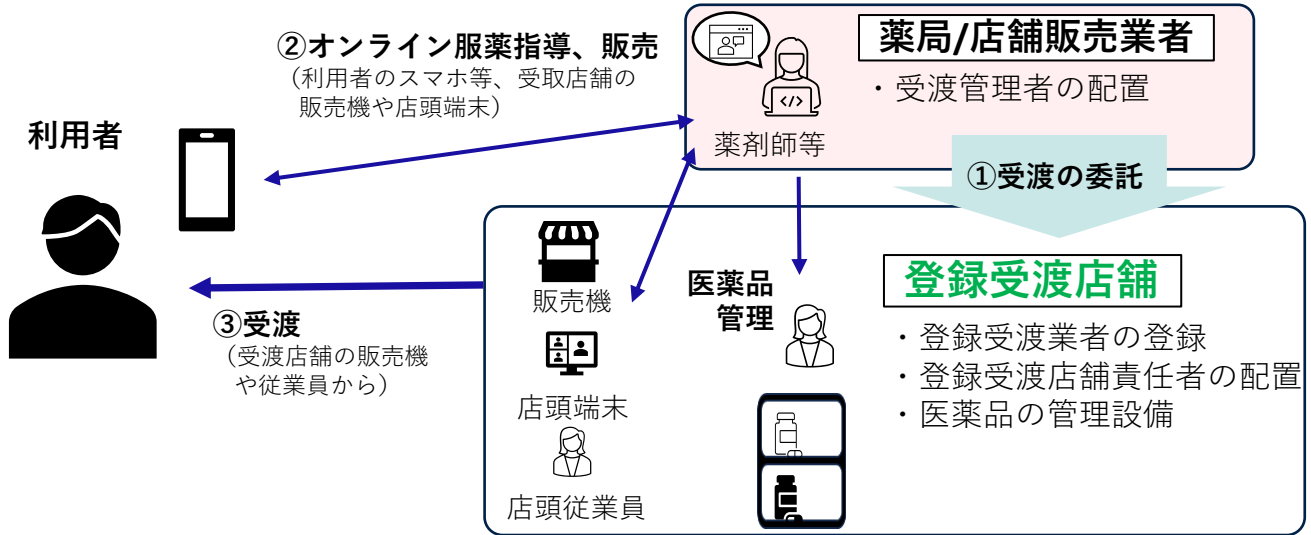 ②オンライン服薬指導、販売
（利用者のスマホ等、受取店舗の
販売機や店頭端末）
利用者
薬局/店舗販売業者
・受渡管理者の配置
</>
薬剤師等
①受渡の委託
③受渡
（受渡店舗の販売機
や従業員から）
販売機
店頭端末
店頭従業員
医薬品
管理
登録受渡店舗
・登録受渡業者の登録
・登録受渡店舗責任者の配置
・医薬品の管理設備